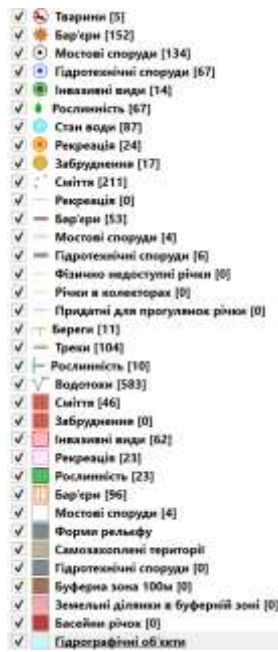 Тварини [5]
Бар'єри [152]
Мостові споруди [134]
Гідротехнічні споруди [67]
Інвазивні види [14]
Рослинність [67]
Стан води [87]
Рекреація [24]
Забруднення [17]
Сміття [211]
Рекреація [0]
Бар'єри [53]
Мостові споруди [4]
Гідротехнічні споруди [6]
Фізично недоступні річки [0]
Річки в колекторах [0]
Придатні для прогулянок річки [0]
Береги [11]
Треки [104]
Рослинність [10]
Водотоки [583]
Сміття [46]
Забруднення [0]
Інвазивні види [62]
Рекреація [23]
Рослинність [23]
Бар'єри [96]
Мостові споруди [4]
Форми рельєфу
Самозахоплені території
Гідротехнічні споруди [0]
Буферна зона 100м [0]
Земельні ділянки в буферній зоні [0]
Басейни річок [0]
Гідрографічні об'єкти